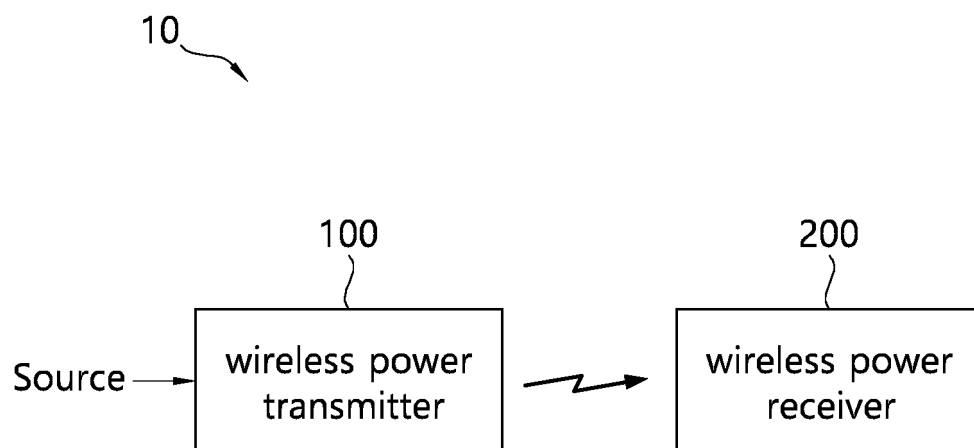 10
100
200
Source
wireless power
transmitter
wireless power
receiver